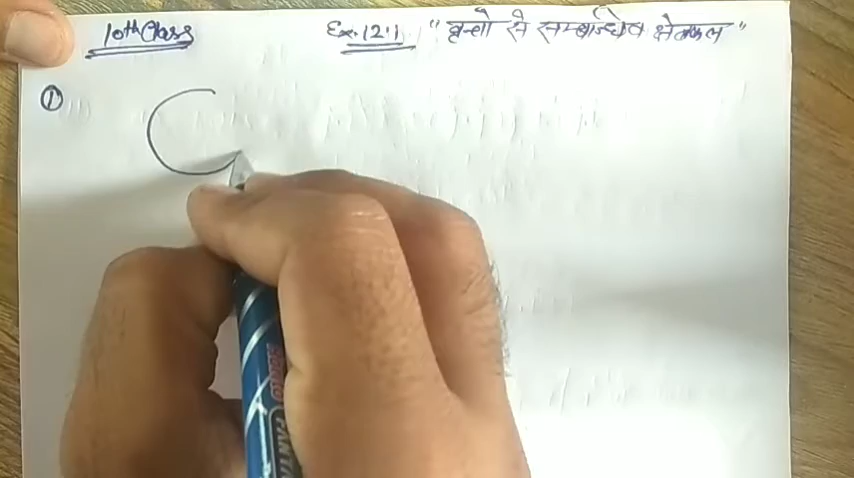 10th Class
Ex. 12.1 "वृत्तो से सम्बन्धित क्षेत्रफल"
①